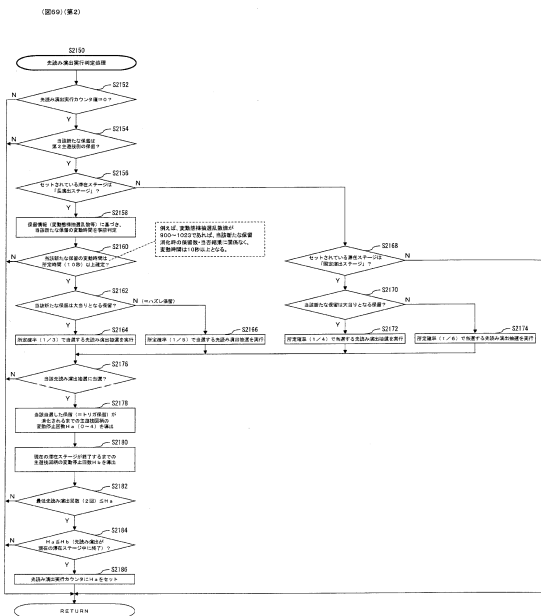 (図69)(第2)
S2150
先読み演出実行判定処理
S2152
先読み演出実行カウンタ値=0?
N
Y
S2154
当該新たな保留は
第2主遊技側の保留?
N
Y
S2156
セットされている滞在ステージは
「長演出ステージ」?
N
Y
S2158
保留情報(変動態様抽選乱数等)に基づき、
当該新たな保留の変動時間を事前判定
例えば、変動態様抽選乱数値が
900~1023であれば、当該新たな保留
消化時の保留数・当否結果に関係なく、
変動時間は10秒以上となる。
S2160
当該新たな保留の変動時間は、
所定時間(10秒)以上確定?
N
Y
S2168
セットされている滞在ステージは
「限定演出ステージ」?
N
Y
S2162
当該新たな保留は大当りとなる保留?
N (=ハズレ保留)
Y
S2170
当該新たな保留は大当りとなる保留?
N
Y
S2164
所定確率(1/3)で当選する先読み演出抽選を実行
S2166
所定確率(1/5)で当選する先読み演出抽選を実行
S2172
所定確率(1/4)で当選する先読み演出抽選を実行
S2174
所定確率(1/6)で当選する先読み演出抽選を実行
S2176
当該先読み演出抽選に当選?
N
Y
S2178
当該当選した保留(=トリガ保留)が
消化されるまでの主遊技図柄の
変動停止回数Ha(0~4)を導出
S2180
現在の滞在ステージが終了するまでの
主遊技図柄の変動停止回数Hbを導出
S2182
最低先読み演出回数(2回)≦Ha
N
Y
S2184
Ha≦Hb(先読み演出が
現在の滞在ステージ中に終了)?
N
Y
S2186
先読み演出実行カウンタにHaをセット
RETURN